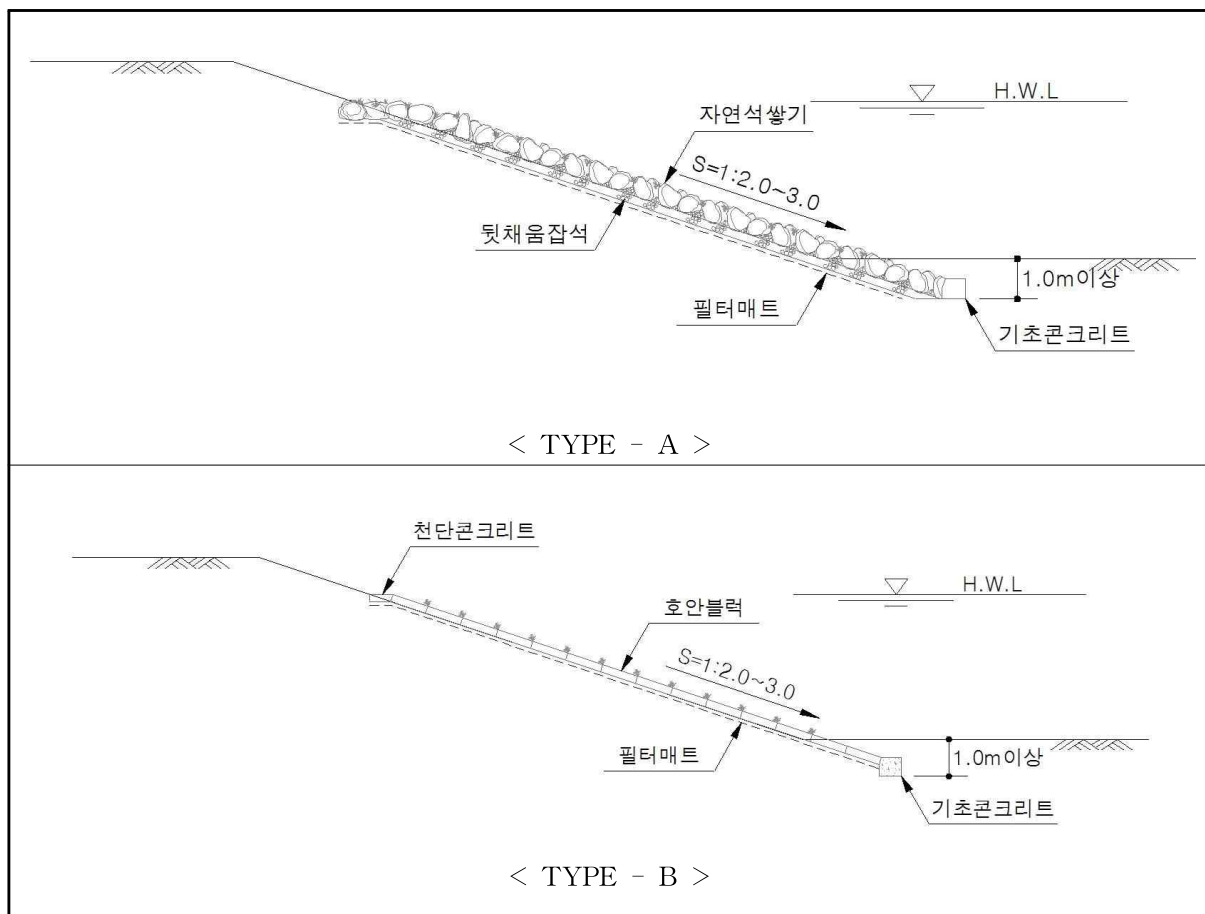 H.W.L
자연석쌓기
S=1:2.0~3.0
뒷채움잡석
1.0m이상
필터매트
기초콘크리트
< TYPE - A >
천단콘크리트
H.W.L
호안블럭
S=1:2.0~3.0
필터매트
1.0m이상
기초콘크리트
< TYPE - B >